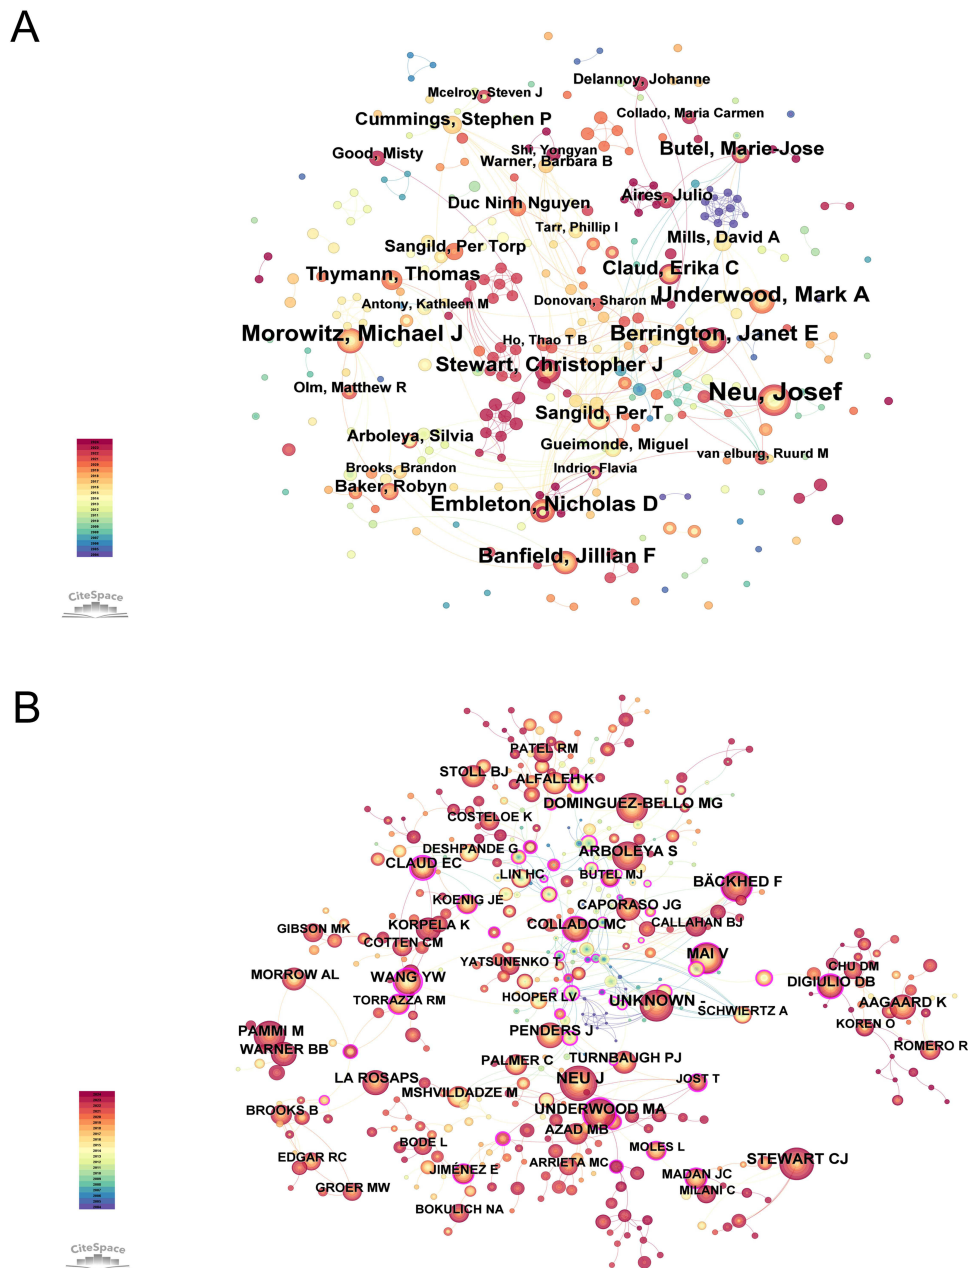 A
Mcelroy, Steven J
Delannoy, Johanne
Cummings, Stephen P
Collado, Maria Carmen
Good, Misty
Shi, Yongyan
Butel, Marie-Jose
Warner, Barbara B
Duc Ninh Nguyen
Aires, Julio
Tarr, Phillip I
Mills, David A
Sangild, Per Torp
Thymann, Thomas
Claud, Erika C
Antony, Kathleen M
Donovan, Sharon M
Underwood, Mark A
Morowitz, Michael J
Ho, Thao T B
Berrington, Janet E
Stewart, Christopher J
Olm, Matthew R
Neu, Josef
Sangild, Per T
Arboleya, Silvia
Gueimonde, Miguel
van elburg, Ruurd M
Brooks, Brandon
Indrio, Flavia
Baker, Robyn
Embleton, Nicholas D
Banfield, Jillian F
CiteSpace
B
PATEL RM
STOLL BJ
ALFALEH K
DOMINGUEZ-BELLO MG
COSTELOE K
DESHPANDE G
ARBOLEYA S
CLAUD EC
LIN HC
BUTEL MJ
BÄCKHED F
KOENIG JE
CAPORASO JG
GIBSON MK
KORPELA K
COLLADO MC
CALLAHAN BJ
COTTEN CM
YATSUNENKO T
MAI V
MORROW AL
WANG YW
CHU DM
DIGIULIO DB
TORRAZZA RM
HOOPER LV
UNKNOWN -
SCHWIERTZ A
AAGAARD K
KOREN O
PAMMI M
PENDERS J
ROMERO R
WARNER BB
PALMER C
TURNBAUGH PJ
LA ROSAPS
NEU J
JOST T
MSHVILDADZE M
BROOKS B
UNDERWOOD MA
AZAD MB
BODE L
MOLES L
EDGAR RC
JIMÉNEZ E
ARRIETA MC
STEWART CJ
MADAN JC
GROER MW
MILANI C
BOKULICH NA
CiteSpace